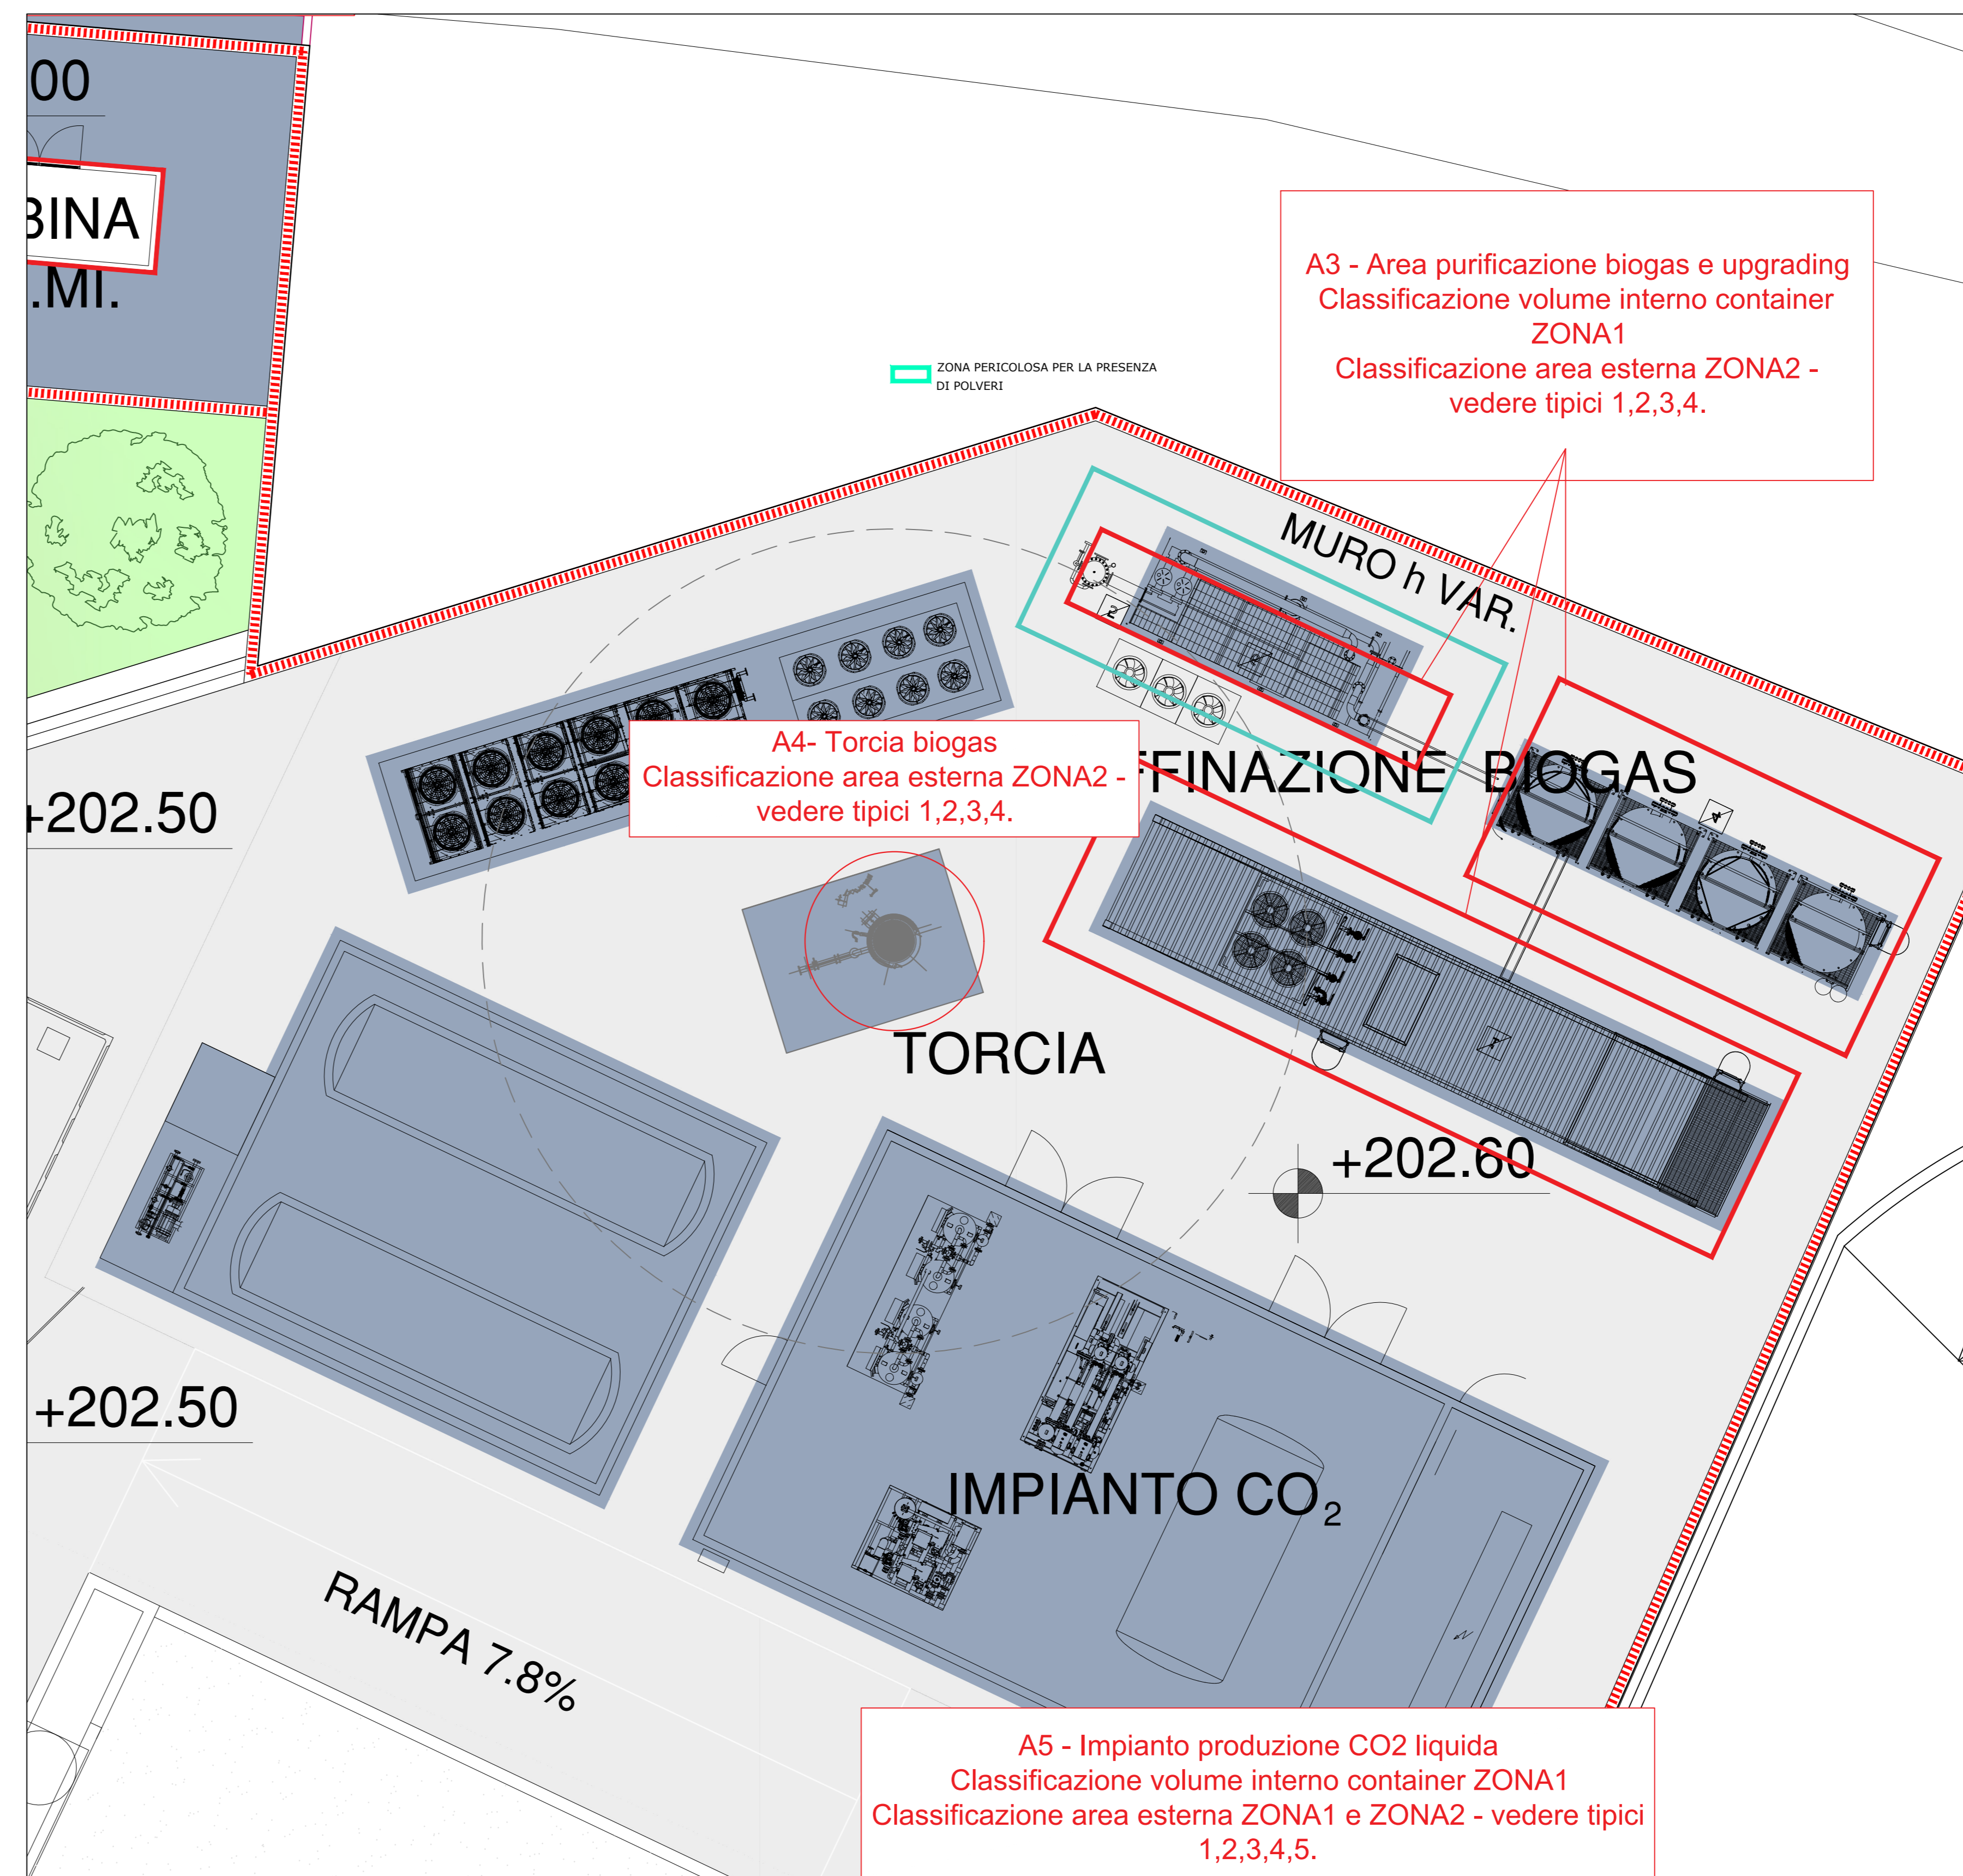 00
BINA
.MI.
A3 - Area purificazione biogas e upgrading
Classificazione volume interno container
ZONA1
Classificazione area esterna ZONA2 -
vedere tipici 1,2,3,4.
ZONA PERICOLOSA PER LA PRESENZA
DI POLVERI
MURO h VAR.
2
A4- Torcia biogas
Classificazione area esterna ZONA2 -
vedere tipici 1,2,3,4.
FFINAZIONE BIOGAS
4
+202.50
TORCIA
+202.60
+202.50
IMPIANTO CO₂
RAMPA 7.8%
A5 - Impianto produzione CO2 liquida
Classificazione volume interno container ZONA1
Classificazione area esterna ZONA1 e ZONA2 - vedere tipici
1,2,3,4,5.